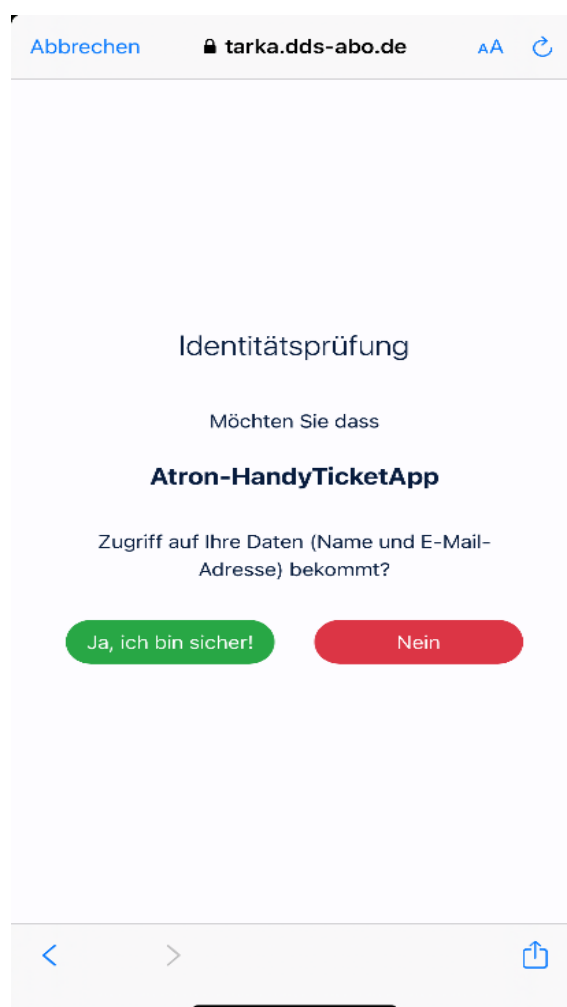 Abbrechen tarka.dds-abo.de AA
Identitätsprüfung
Möchten Sie dass
Atron-HandyTicketApp
Zugriff auf Ihre Daten (Name und E-Mail-
Adresse) bekommt?
Ja, ich bin sicher! Nein